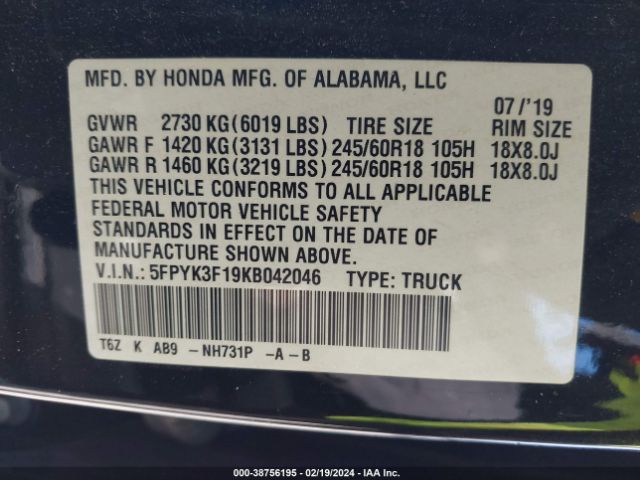 MFD. BY HONDA MFG. OF ALABAMA, LLC
07 /'19
GVWR 2730 KG(6019 LBS) TIRE SIZE RIM SIZE
GAWR F 1420 KG(3131 LBS) 245/60R18 105H 18X8.0J
GAWR R 1460 KG(3219 LBS) 245/60R18 105H 18X8.0J
THIS VEHICLE CONFORMS TO ALL APPLICABLE
FEDERAL MOTOR VEHICLE SAFETY
STANDARDS IN EFFECT ON THE DATE OF
MANUFACTURE SHOWN ABOVE.
V.I.N.: 5FPYK3F19KB042046 TYPE: TRUCK
T6Z K AB9 -NH731P -A-B
000-38756195 - 02/19/2024 - IAA Inc.